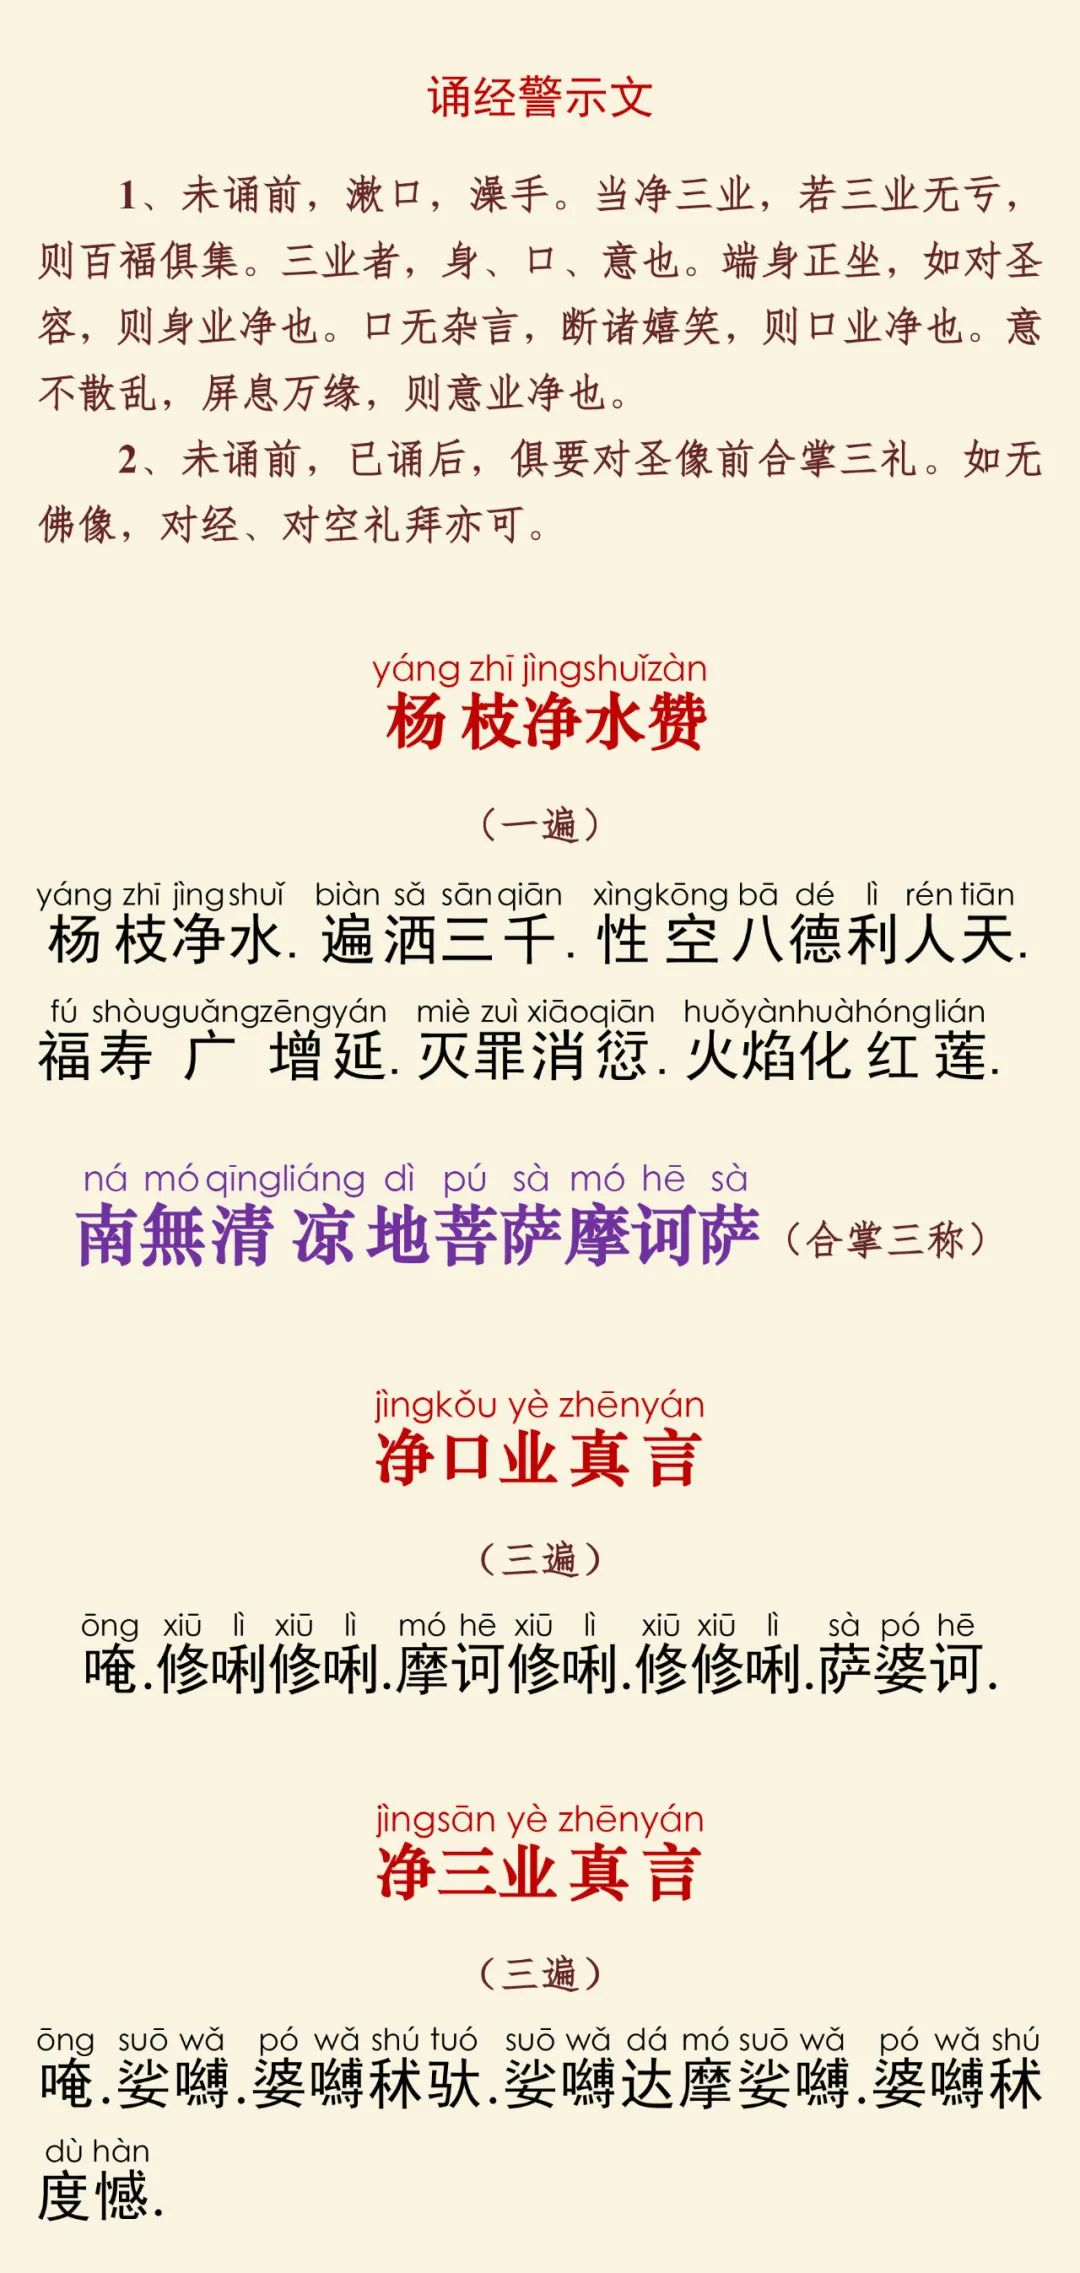 诵经警示文
1、未诵前，漱口，澡手。当净三业，若三业无亏，
则百福俱集。三业者，身、口、意也。端身正坐，如对圣
容，则身业净也。口无杂言，断诸嬉笑，则口业净也。意
不散乱，屏息万缘，则意业净也。
2、未诵前，已诵后，俱要对圣像前合掌三礼。如无
佛像，对经、对空礼拜亦可。
yáng zhī jìngshuǐzàn
杨枝净水赞
（一遍）
yáng zhī jìngshuǐ biàn sǎ sānqiān xìngkōng bā dé lì rén tiān
杨枝净水.遍洒三千.性空八德利人天.
fú shòuguǎngzēngyán miè zuì xiāoqiān huǒyànhuàhónglián
福寿广增延.灭罪消愆.火焰化红莲.
ná móqīngliáng dì pú sà mó hē sà
南無清凉地菩萨摩诃萨（合掌三称）
jìngkǒu yè zhēnyán
净口业真言
（三遍）
ōng xiū lì xiū lì mó hē xiū lì xiū xiū lì sà pó hē
唵.修唎修唎.摩诃修唎.修修唎.萨婆诃.
jìngsān yè zhēnyán
净三业真言
（三遍）
ōng suō wǎ pó wǎ shú tuó suō wǎ dá mó suō wǎ pó wǎ shú
唵.娑嚩.婆嚩秫驮.娑嚩达摩娑嚩.婆嚩秫
dù hàn
度憾.